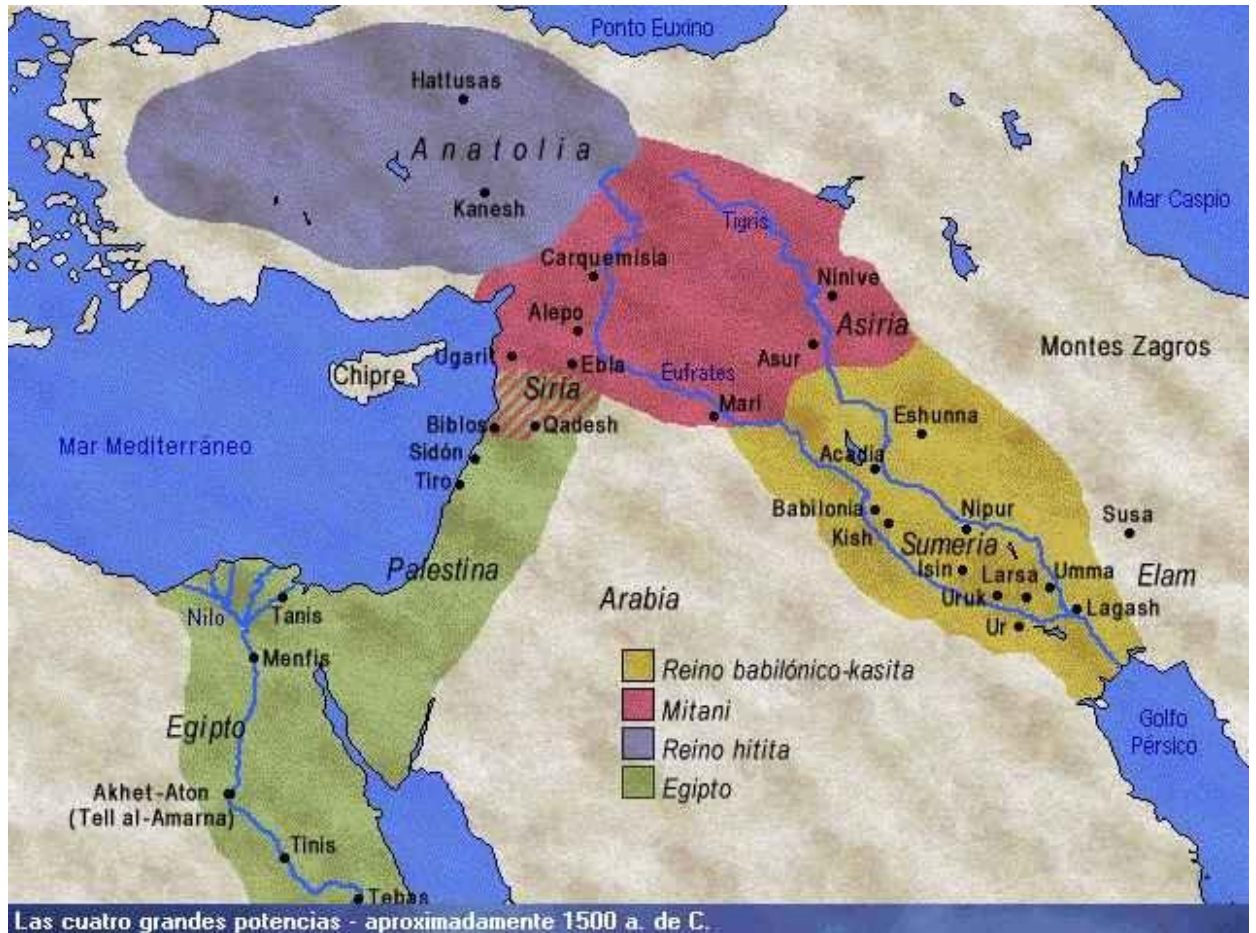 Ponto Euxino
Hattusas
Anatolia
Kanesh
Mar Caspio
Tigris
Carquemisia
Ninive
Alepo
Asiria
Asur
Montes Zagros
Ugarit
Ebla
Chipre
Eufrates
Siria
Mari
Eshunna
Biblos
Qadesh
Mar Mediterráneo
Sidón
Acadia
Tiro
Babilonia
Nipur
Susa
Kish
Sumeria
Palestina
Isin
Larsa
Umma
Elam
Arabia
Uruk
Lagash
Nilo
Tanis
Ur
Menfis
Reino babilónico-kasita
Mitani
Egipto
Golfo
Pérsico
Reino hitita
Egipto
Akhet-Aton
(Tell al-Amarna)
Tinis
Tebas
Las cuatro grandes potencias - aproximadamente 1500 a. de C.